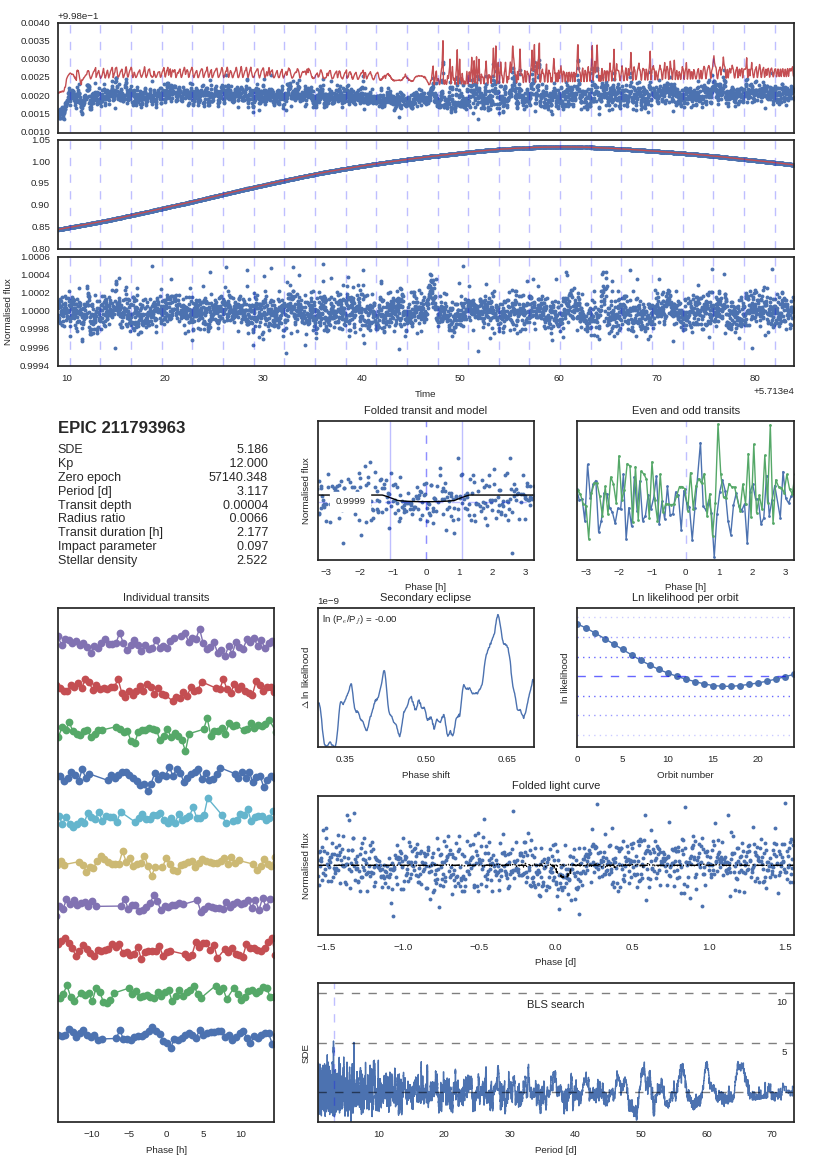 +9.98e−1
0.0040
0.0035
0.0030
0.0025
0.0020
0.0015
0.0010
1.05
1.00
0.95
0.90
0.85
0.80
1.0006
1.0004
1.0002
1.0000
0.9998
0.9996
0.9994
Normalised flux
10 20 30 40 50 60 70 80
Time
+5.713e4
EPIC 211793963
SDE 5.186
Kp 12.000
Zero epoch 57140.348
Period [d] 3.117
Transit depth 0.00004
Radius ratio 0.0066
Transit duration [h] 2.177
Impact parameter 0.097
Stellar density 2.522
Folded transit and model
Normalised flux
0.9999
−3 −2 −1 0 1 2 3
Phase [h]
Even and odd transits
−3 −2 −1 0 1 2 3
Phase [h]
Individual transits
−10 −5 0 5 10
Phase [h]
Secondary eclipse
1e−9
ln (Pₑ/P_f) = -0.00
Δ ln likelihood
0.35 0.50 0.65
Phase shift
Ln likelihood per orbit
ln likelihood
0 5 10 15 20
Orbit number
Folded light curve
Normalised flux
−1.5 −1.0 −0.5 0.0 0.5 1.0 1.5
Phase [d]
BLS search
10
5
SDE
10 20 30 40 50 60 70
Period [d]